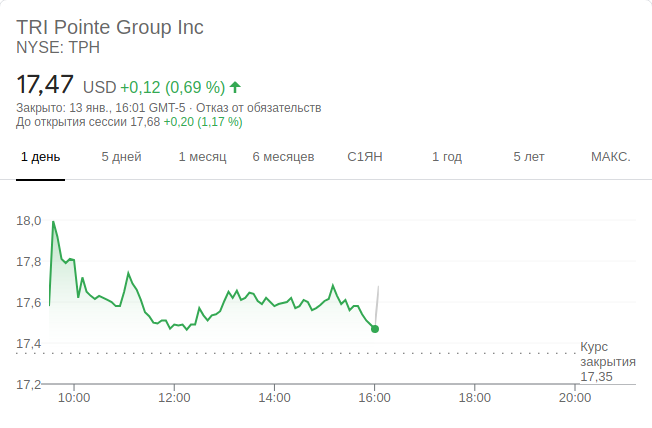 TRI Pointe Group Inc
NYSE: TPH
17,47 USD +0,12 (0,69 %)
Закрыто: 13 янв., 16:01 GMT-5 · Отказ от обязательств
До открытия сессии 17,68 +0,20 (1,17 %)
1 день 5 дней 1 месяц 6 месяцев С1ЯН 1 год 5 лет МАКС.
18,0
17,8
17,6
17,4
Курс
закрытия
17,35
17,2
10:00 12:00 14:00 16:00 18:00 20:00